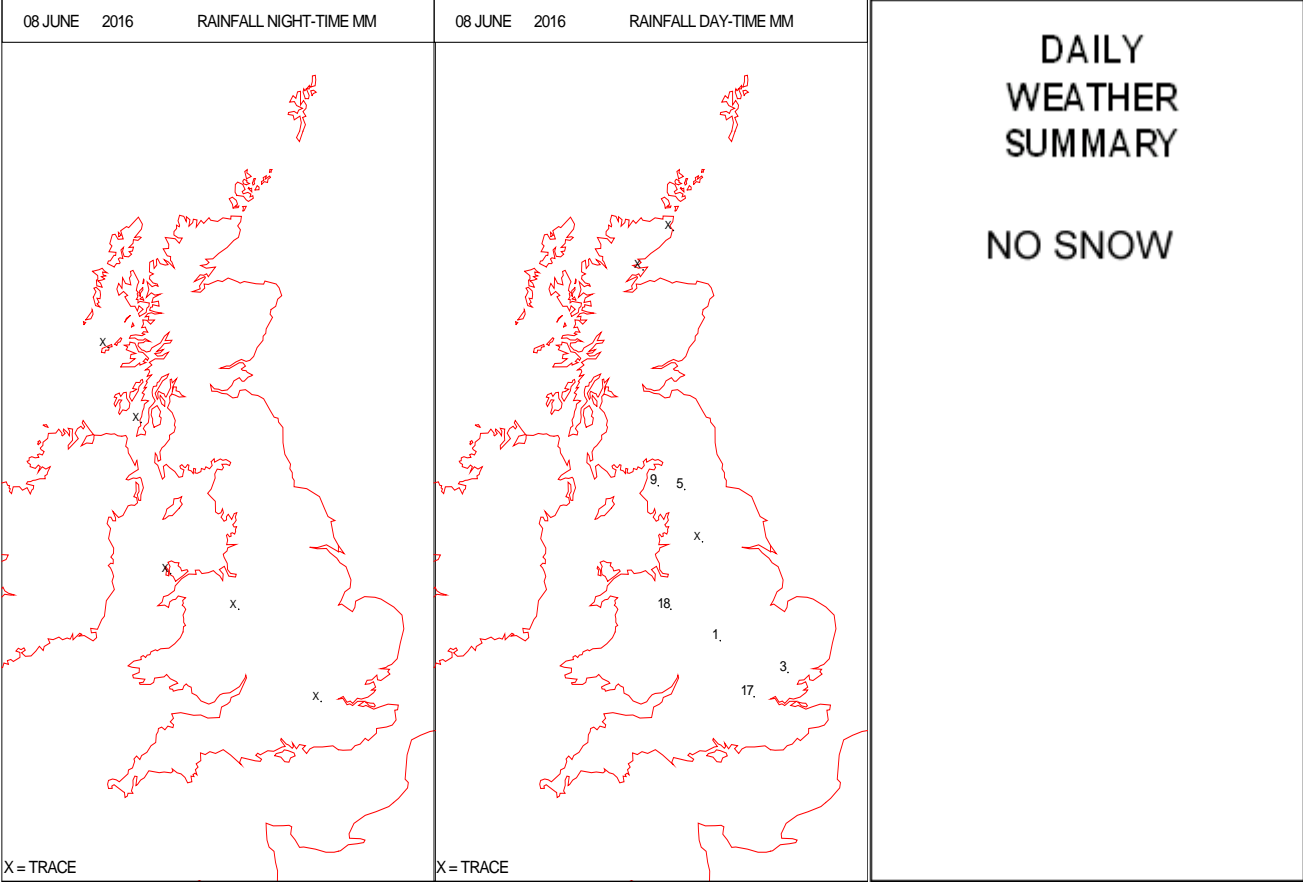 08 JUNE 2016 RAINFALL NIGHT-TIME MM
X
X
X
X
X
X = TRACE
08 JUNE 2016 RAINFALL DAY-TIME MM
X
X
9 5
X
18
1
3
17
X = TRACE
DAILY
WEATHER
SUMMARY
NO SNOW